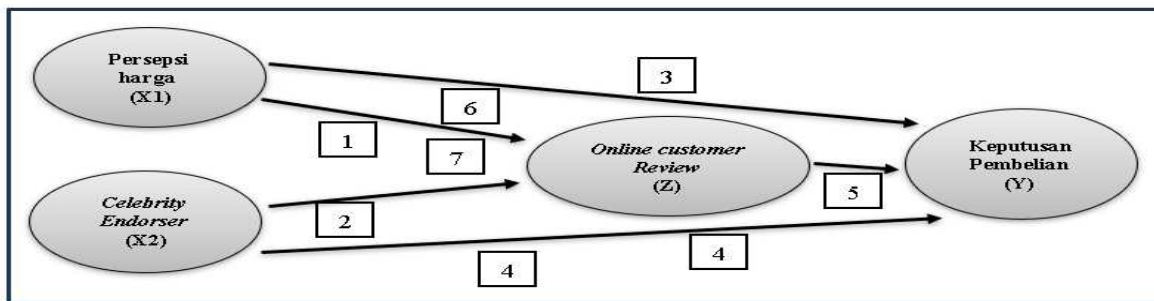 Persepsi
harga
(X1)
3
6
1
7
Online customer
Review
(Z)
Keputusan
Pembelian
(Y)
5
Celebrity
Endorser
(X2)
2
4
4